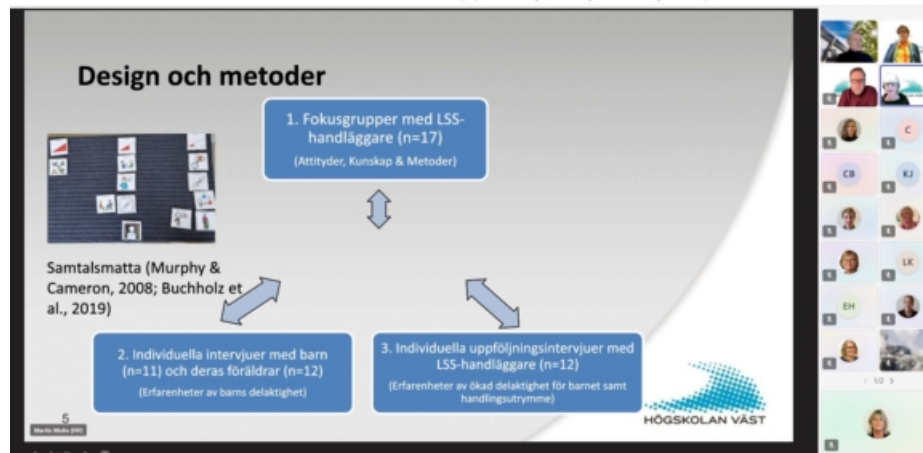 Design och metoder
1. Fokusgrupper med LSS-
handläggare (n=17)
(Attityder, Kunskap & Metoder)
Samtalsmatta (Murphy &
Cameron, 2008; Buchholz et
al., 2019)
2. Individuella intervjuer med barn
(n=11) och deras föräldrar (n=12)
(Erfarenheter av barns delaktighet)
3. Individuella uppföljningsintervjuer med
LSS-handläggare (n=12)
(Erfarenheter av ökad delaktighet för barnet samt
handlingsutrymme)
5
HÖGSKOLAN VÄST
C
CB
KJ
LK
EH
1/2